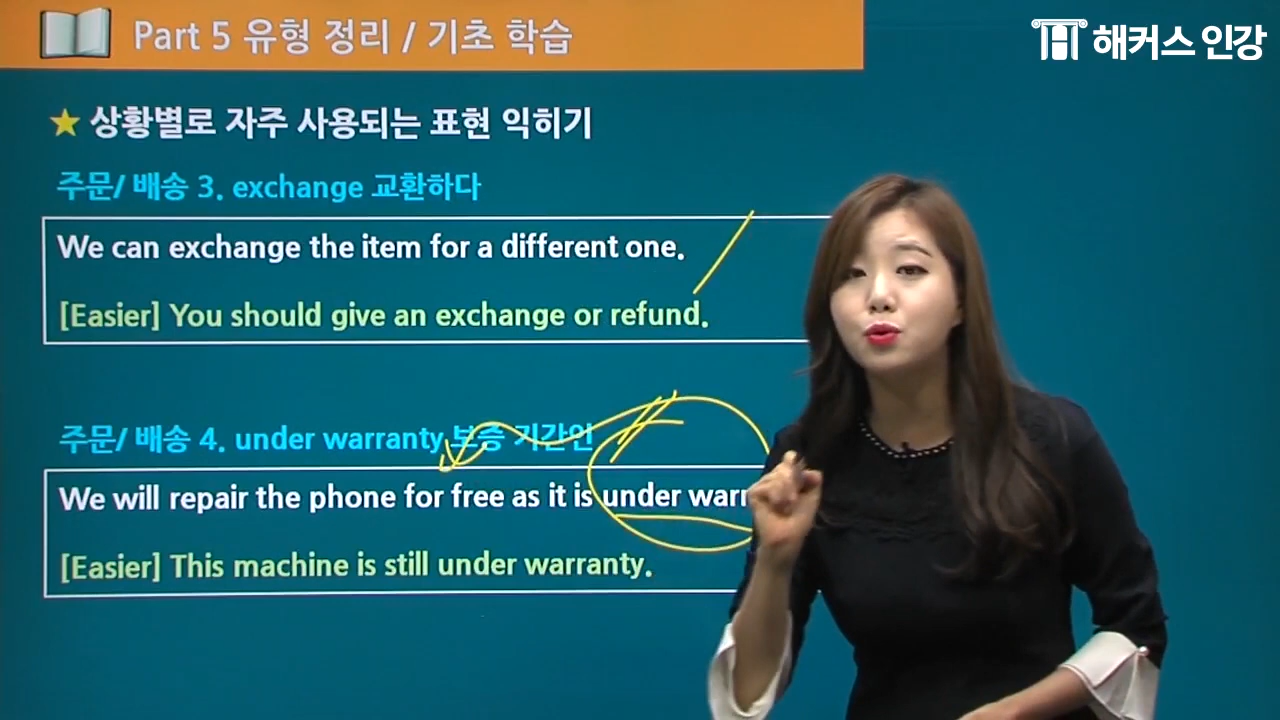 Part 5 유형 정리 / 기초 학습
해커스 인강
★ 상황별로 자주 사용되는 표현 익히기
주문/ 배송 3. exchange 교환하다
We can exchange the item for a different one.
[Easier] You should give an exchange or refund.
주문/ 배송 4. under warranty 보증 기간인
We will repair the phone for free as it is under
[Easier] This machine is still under warranty.